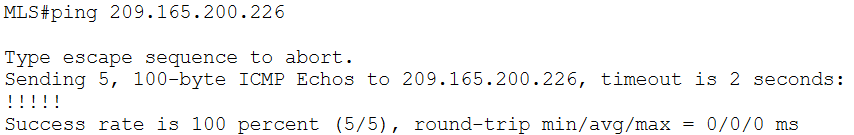 MLS#ping 209.165.200.226
Type escape sequence to abort.
Sending 5, 100-byte ICMP Echos to 209.165.200.226, timeout is 2 seconds:
!!!!!
Success rate is 100 percent (5/5), round-trip min/avg/max = 0/0/0 ms